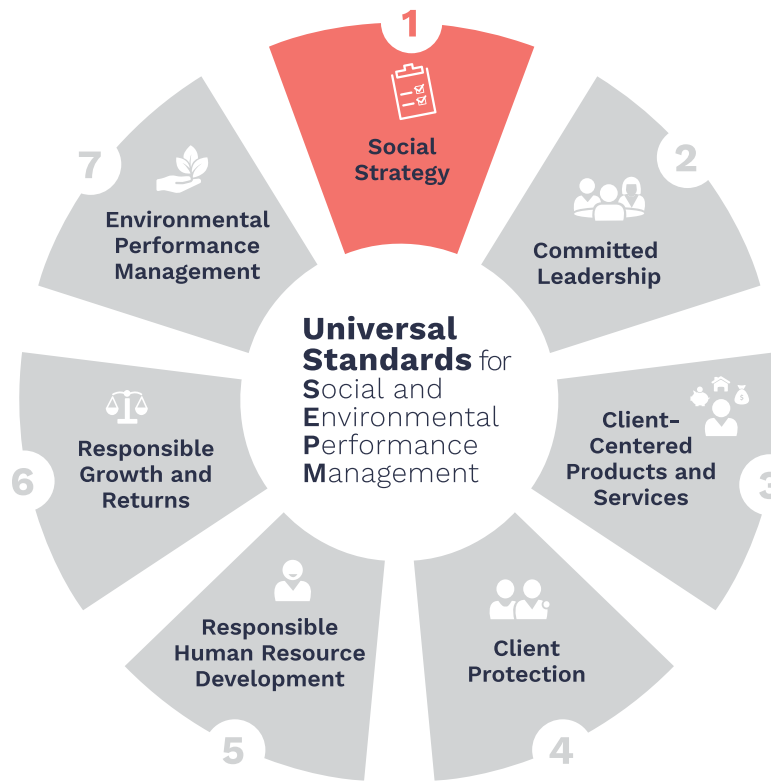 1
Social
Strategy
2
Committed
Leadership
3
Client-
Centered
Products and
Services
4
Client
Protection
5
Responsible
Human Resource
Development
6
Responsible
Growth and
Returns
7
Environmental
Performance
Management
Universal
Standards for
Social and
Environmental
Performance
Management